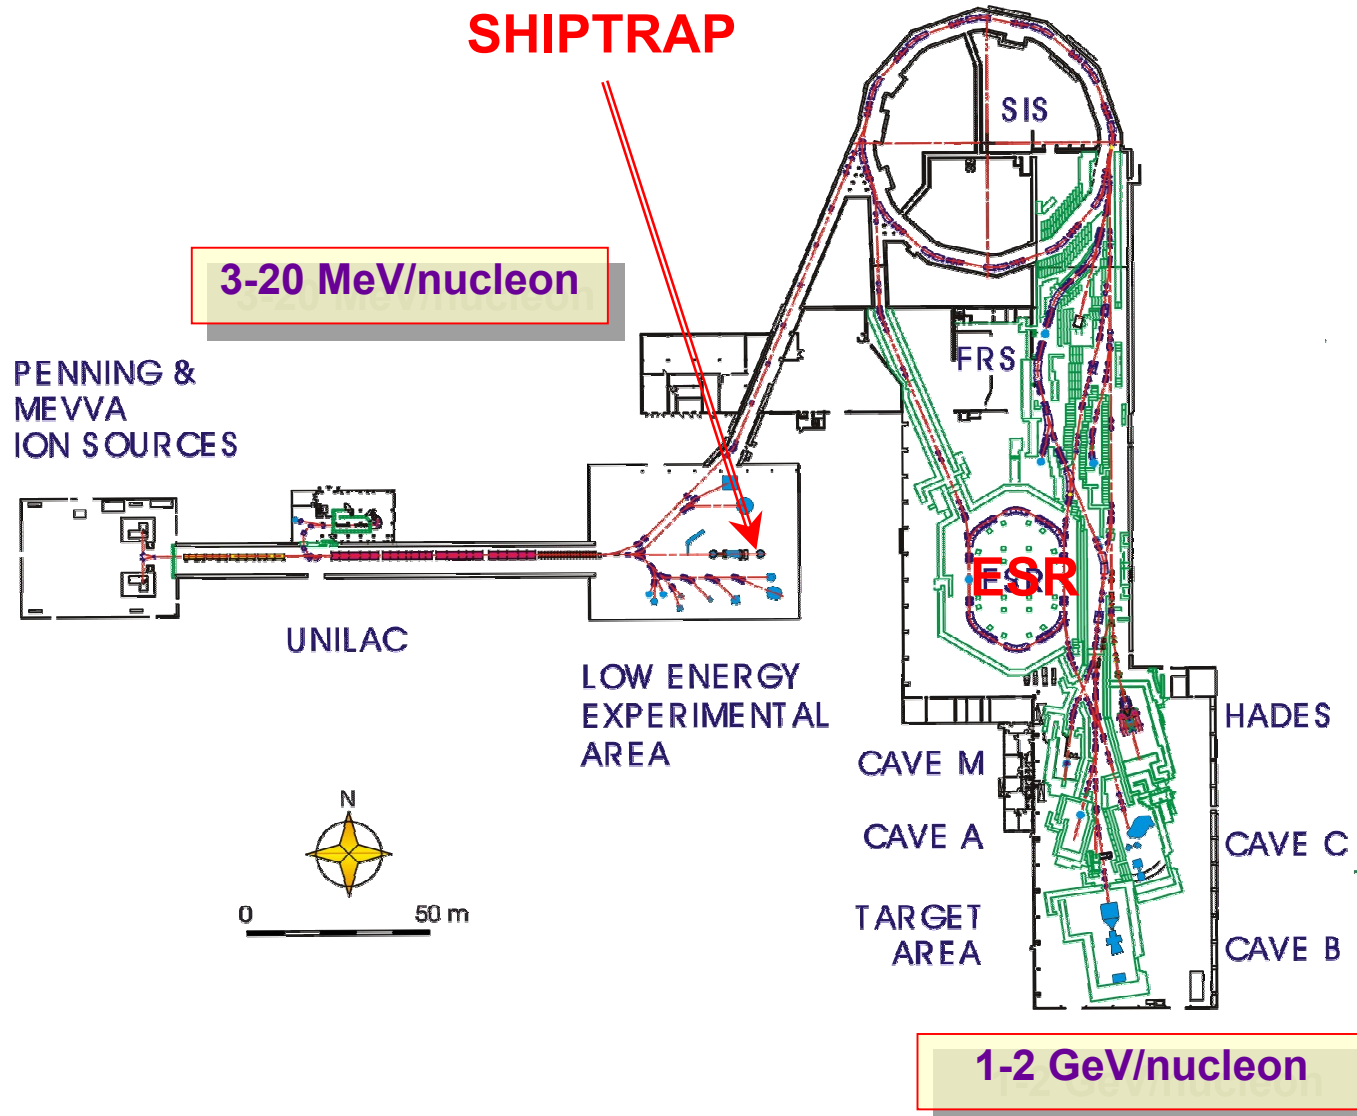 SHIPTRAP
SIS
3-20 MeV/nucleon
FRS
PENNING &
MEVVA
ION SOURCES
ESR
UNILAC
LOW ENERGY
EXPERIMENTAL
AREA
HADES
CAVE M
N
CAVE A
CAVE C
0 50 m
TARGET
AREA
CAVE B
1-2 GeV/nucleon